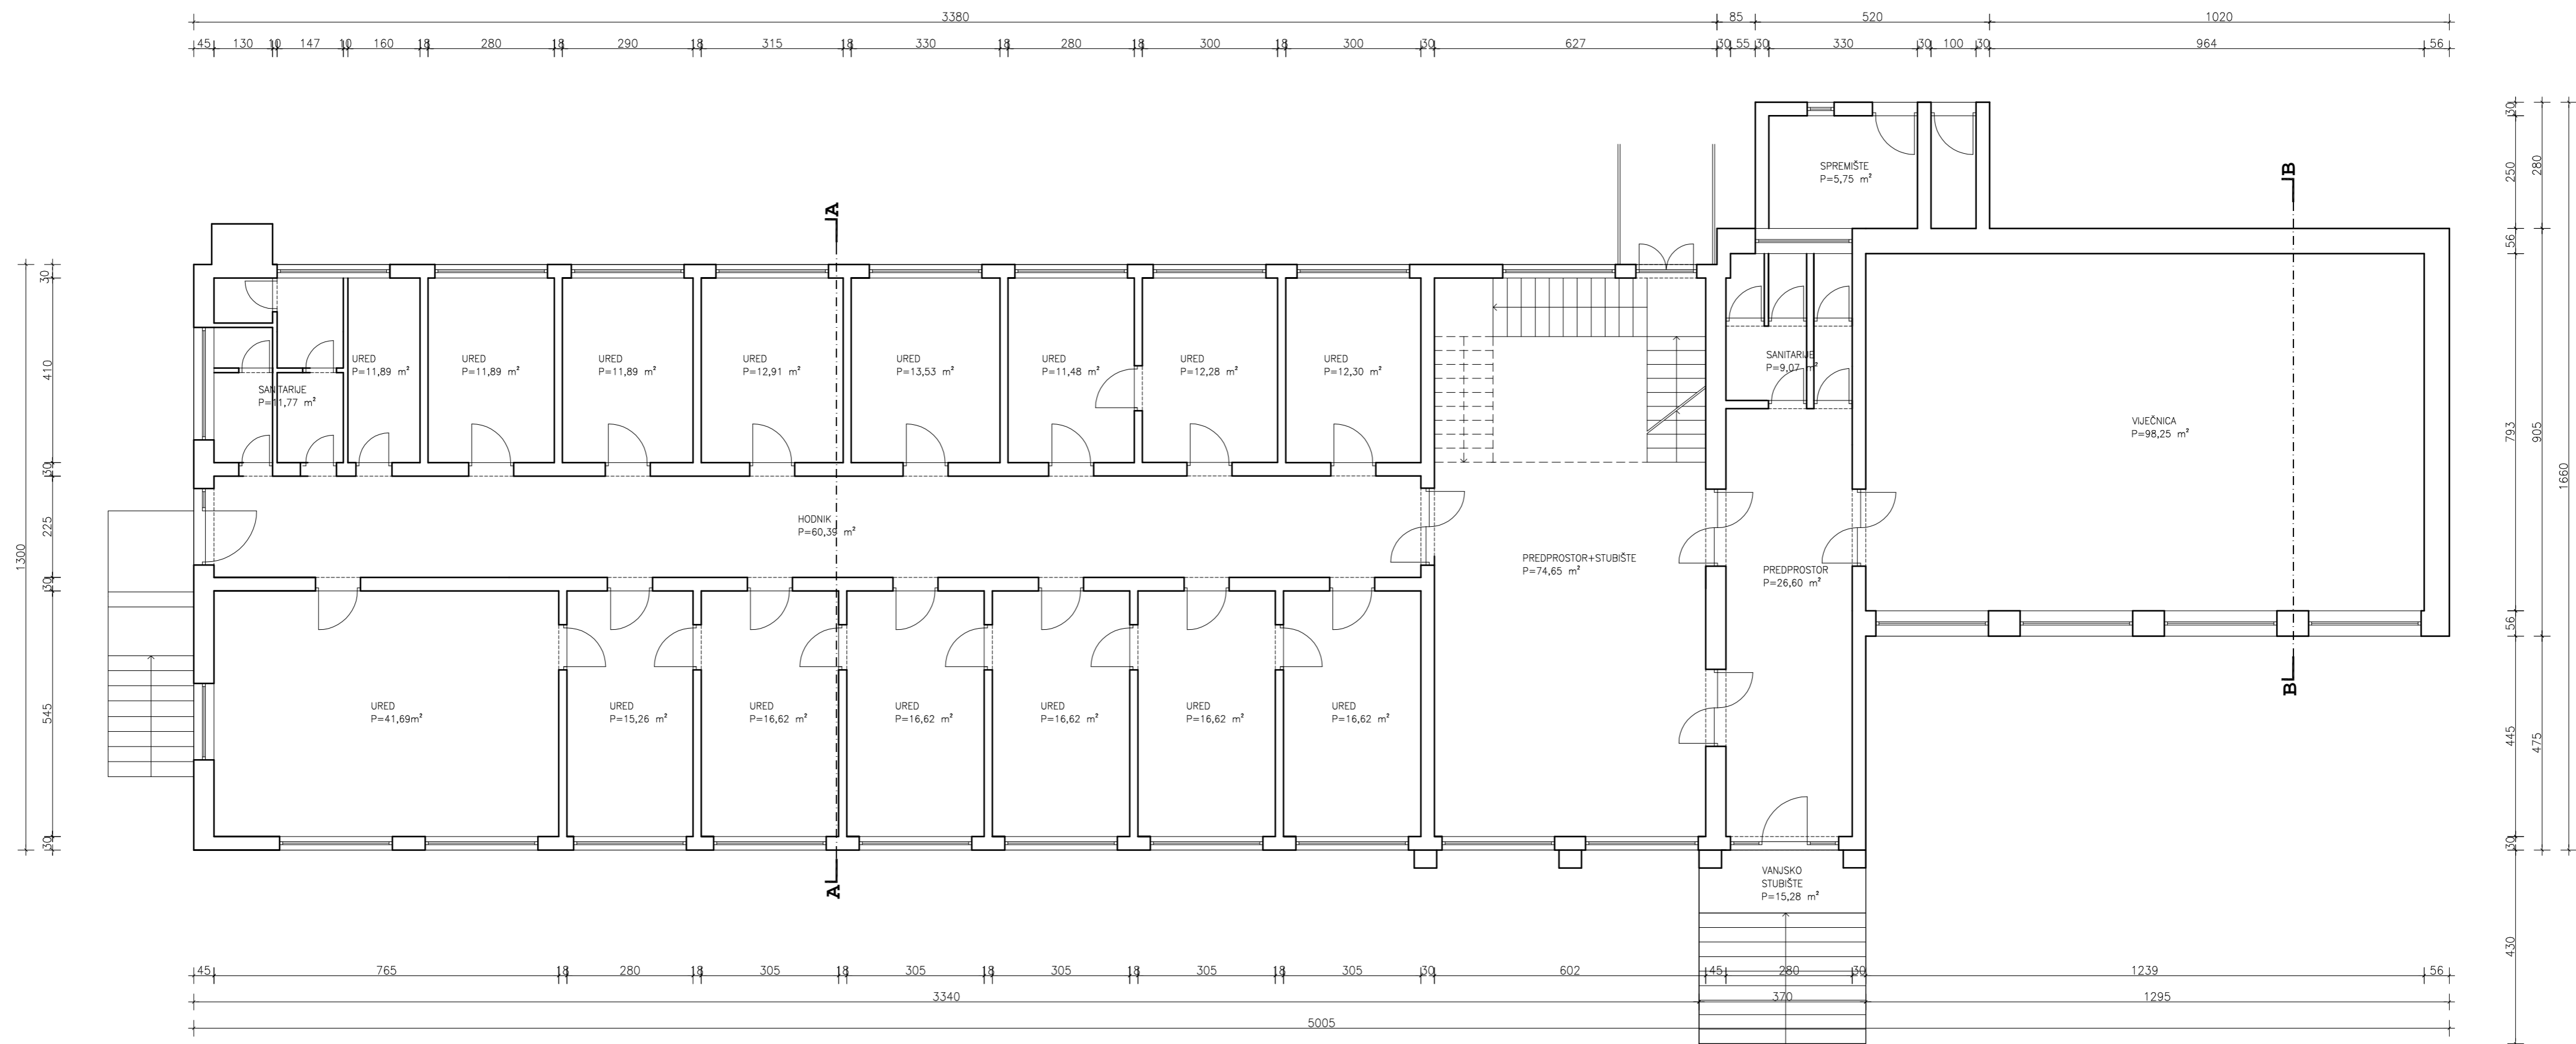 3380 85 520 1020
45 130 10 147 10 160 18 280 18 290 18 315 18 330 18 280 18 300 18 300 30 627 30 55 30 330 30 100 30 964 56
A
B
SPREMIŠTE
P=5,75 m²
URED
P=11,89 m²
URED
P=11,89 m²
URED
P=11,89 m²
URED
P=12,91 m²
URED
P=13,53 m²
URED
P=11,48 m²
URED
P=12,28 m²
URED
P=12,30 m²
SANITARIJE
P=9,07 m²
SANITARIJE
P=11,77 m²
VIJEČNICA
P=98,25 m²
HODNIK
P=60,39 m²
PREDPROSTOR+STUBIŠTE
P=74,65 m²
PREDPROSTOR
P=26,60 m²
URED
P=41,69m²
URED
P=15,26 m²
URED
P=16,62 m²
URED
P=16,62 m²
URED
P=16,62 m²
URED
P=16,62 m²
URED
P=16,62 m²
A
B
VANJSKO
STUBIŠTE
P=15,28 m²
30 410 30 225 30 545 30
1300
30 250 56 793 56 445 30 430
280 905 475
1660
45 765 18 280 18 305 18 305 18 305 18 305 18 305 30 602 45 280 30 1239 56
3340 370 1295
5005